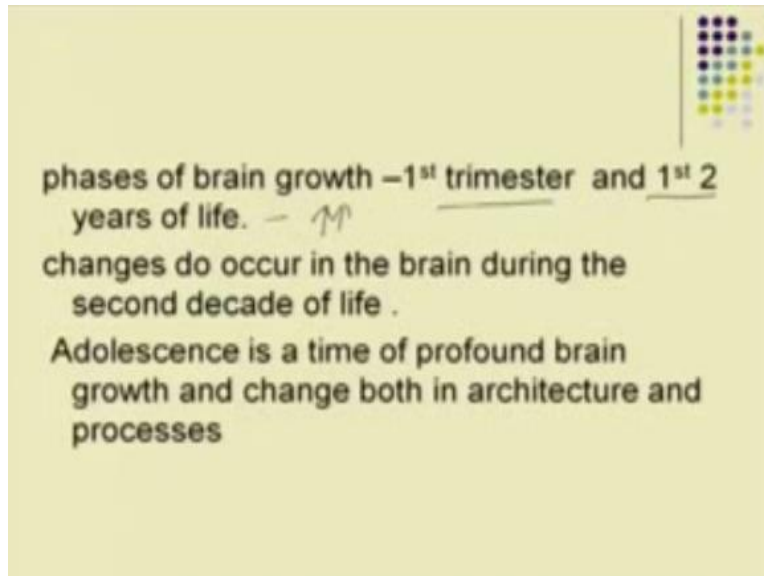 phases of brain growth –1st trimester and 1st 2
years of life. - ↑↑
changes do occur in the brain during the
second decade of life .
Adolescence is a time of profound brain
growth and change both in architecture and
processes